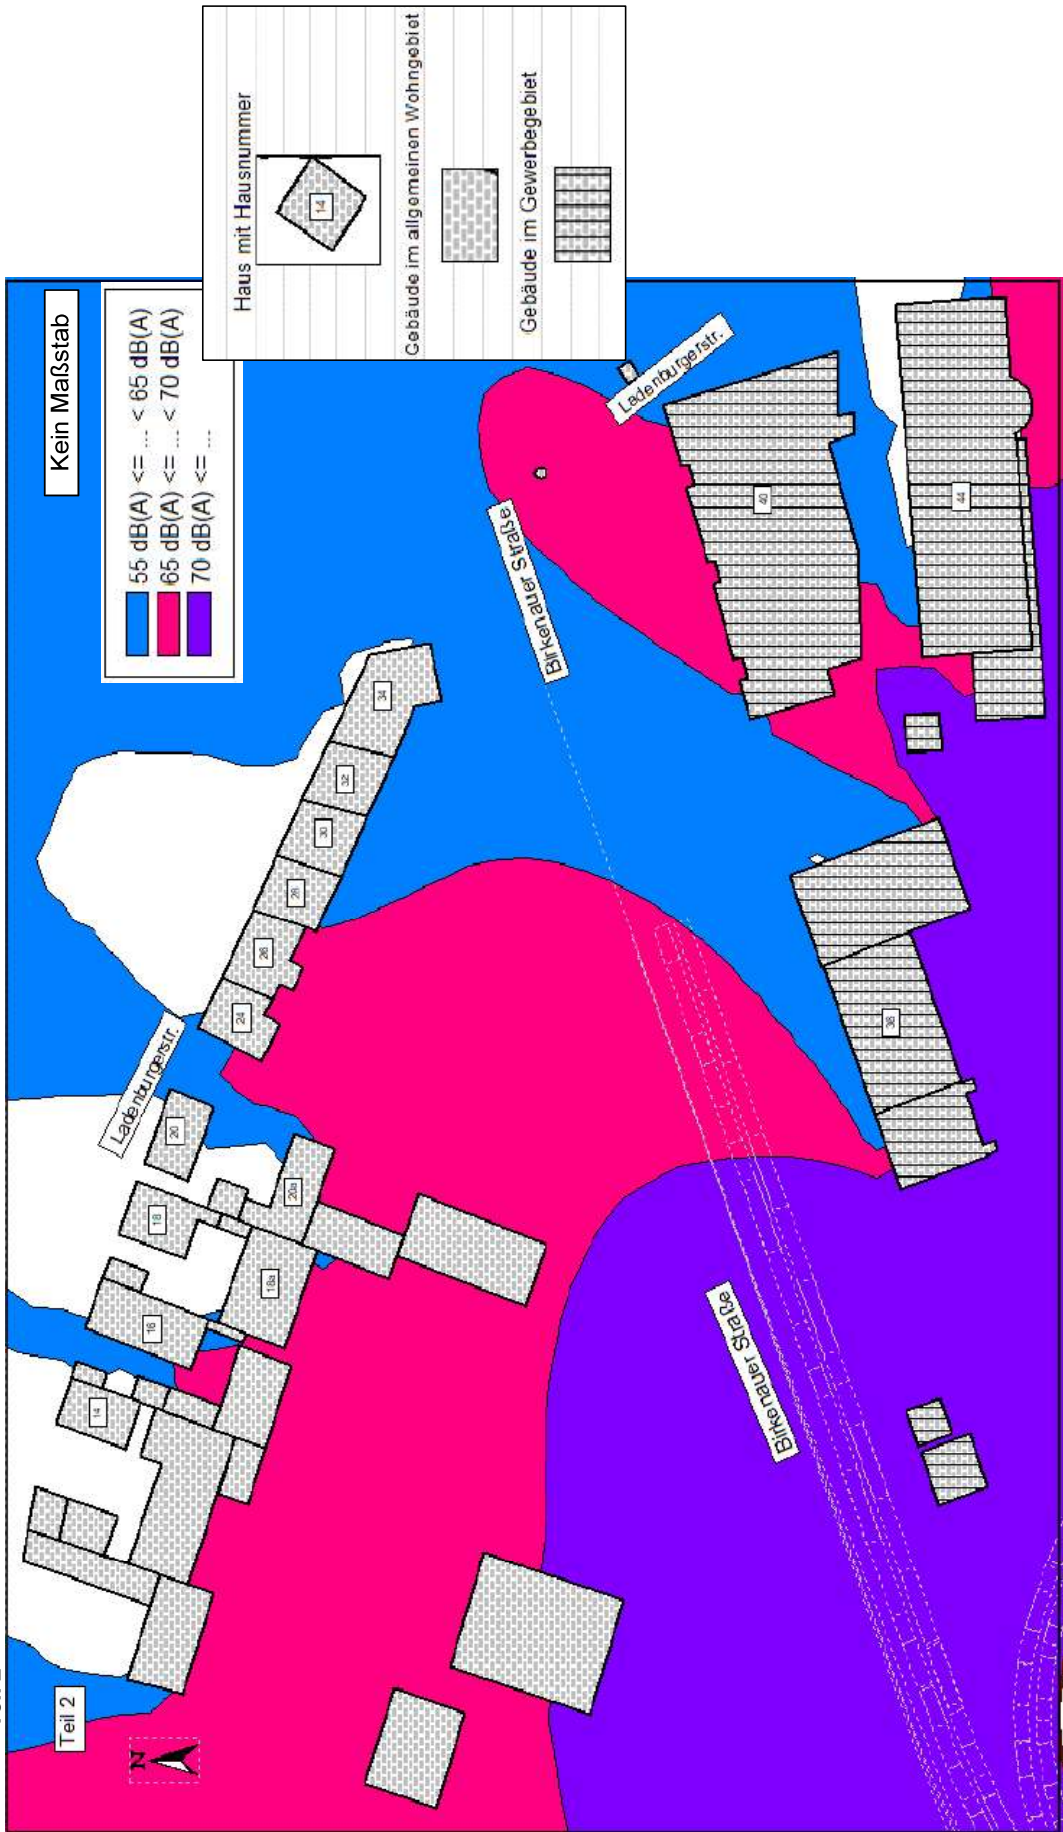 Teil 2
N
Kein Maßstab
55 dB(A) <= ... < 65 dB(A)
65 dB(A) <= ... < 70 dB(A)
70 dB(A) <= ...
Haus mit Hausnummer
14
Gebäude im allgemeinen Wohngebiet
Gebäude im Gewerbegebiet
Ladenburgerstr.
14
16
18
20
18a
20a
24
26
28
30
32
34
Birkenauer Straße
Ladenburgerstr.
40
44
38
Birkenauer Straße